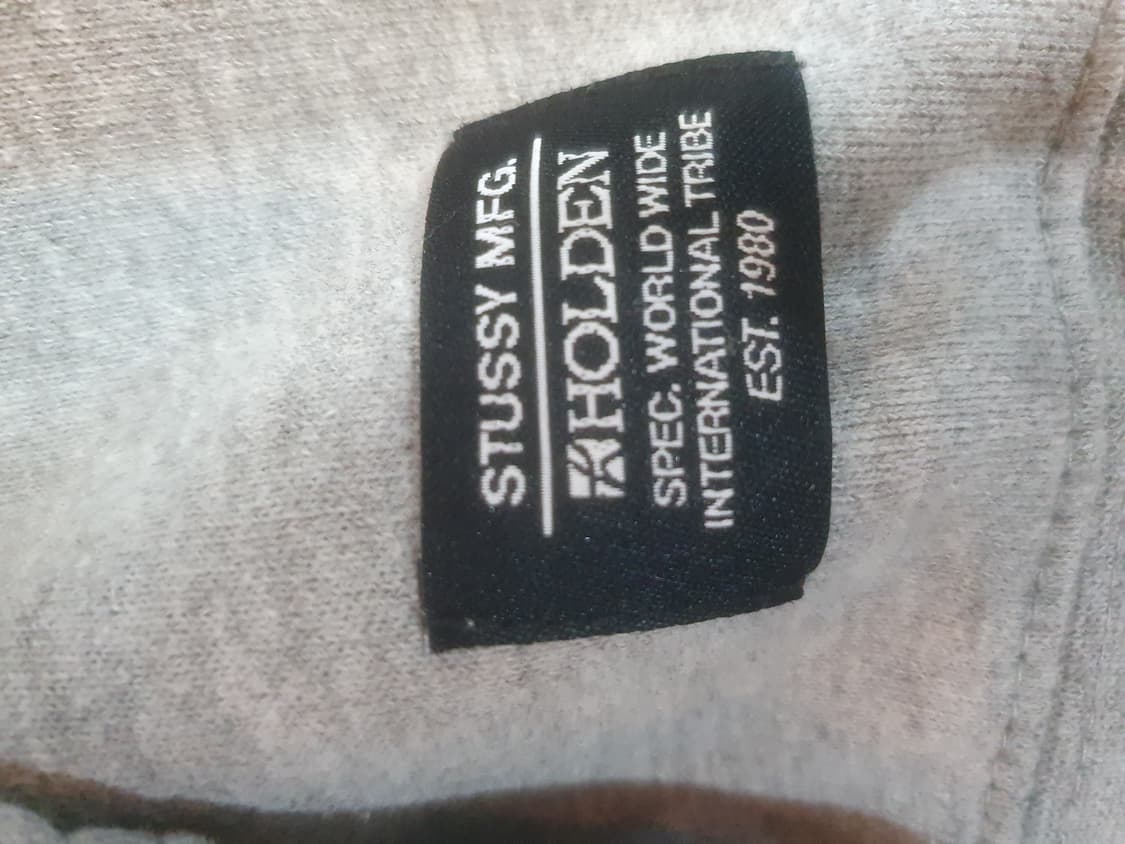 STUSSY MFG.
HOLDEN
SPEC. WORLD WIDE
INTERNATIONAL TRIBE
EST. 1980